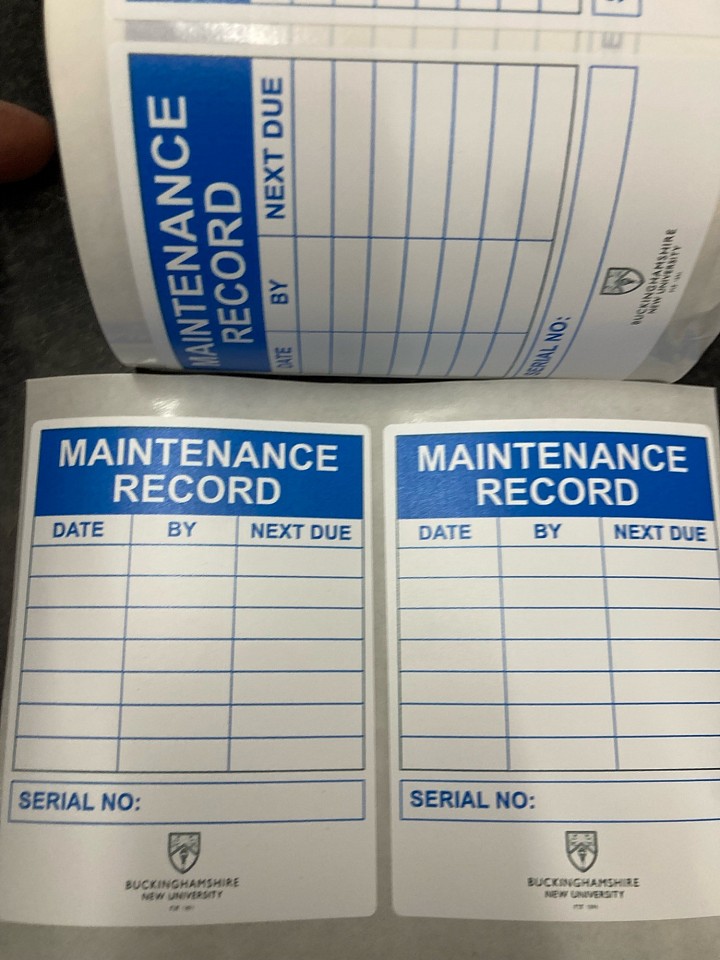 MAINTENANCE
RECORD
DATE BY NEXT DUE
SERIAL NO:
BUCKINGHAMSHIRE
NEW UNIVERSITY
MAINTENANCE
RECORD
DATE BY NEXT DUE
SERIAL NO:
BUCKINGHAMSHIRE
NEW UNIVERSITY
MAINTENANCE
RECORD
DATE BY NEXT DUE
SERIAL NO:
BUCKINGHAMSHIRE
NEW UNIVERSITY